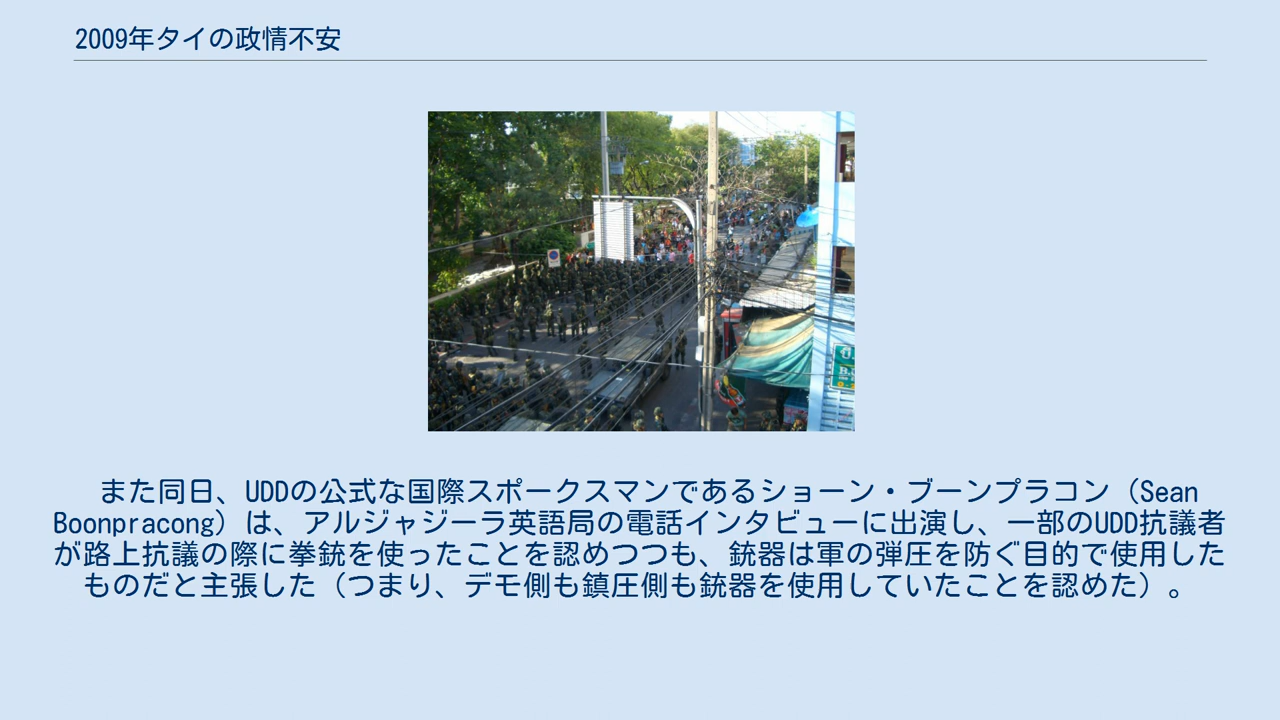 2009年タイの政情不安
また同日、UDDの公式な国際スポークスマンであるショーン・ブーンプラコン（Sean
Boonpracong）は、アルジャジーラ英語局の電話インタビューに出演し、一部のUDD抗議者
が路上抗議の際に拳銃を使ったことを認めつつも、銃器は軍の弾圧を防ぐ目的で使用した
ものだと主張した（つまり、デモ側も鎮圧側も銃器を使用していたことを認めた）。